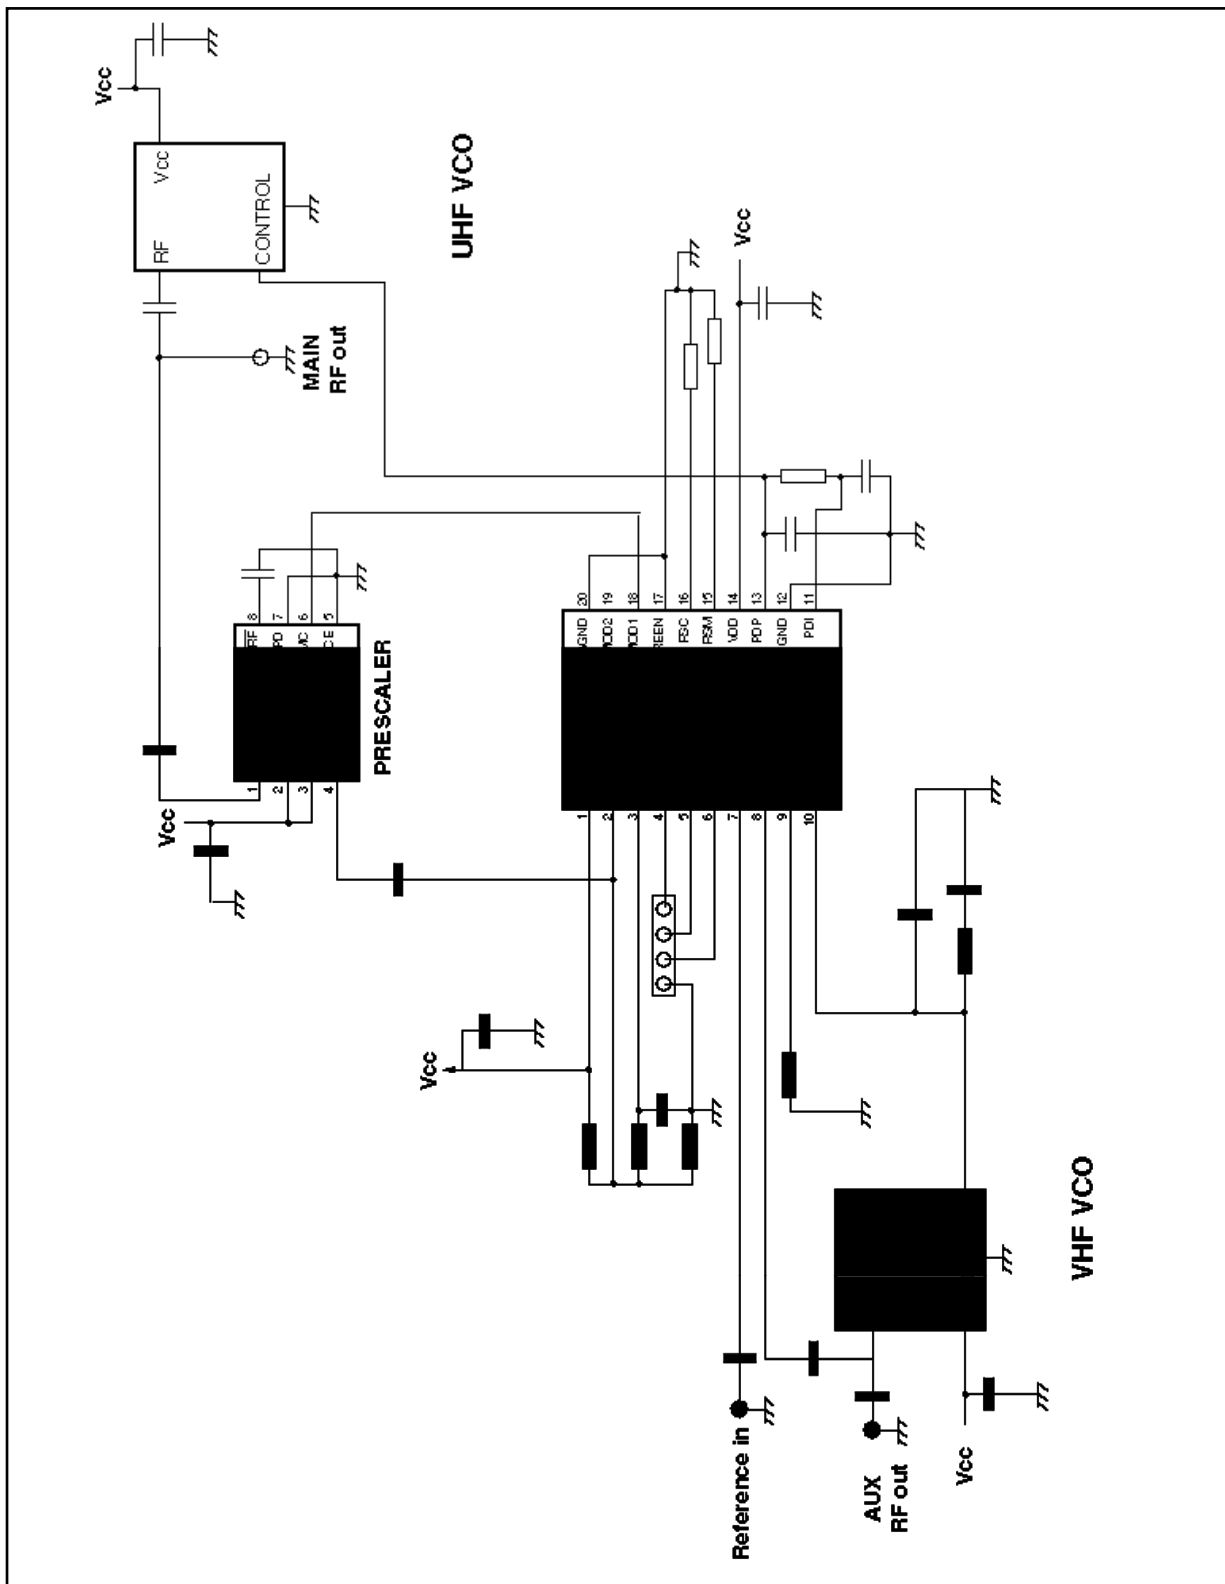 Vcc
Vcc
RF
CONTROL
UHF VCO
MAIN
RF out
Vcc
8
7
6
5
RF
PD
MC
CE
PRESCALER
1
2
3
4
Vcc
20
19
18
17
16
15
14
13
12
11
GND
MOD2
MOD1
REEN
RSC
RSM
VDD
PDP
GND
PDI
1
2
3
4
5
6
7
8
9
10
Vcc
VHF VCO
Reference in
AUX
RF out
Vcc